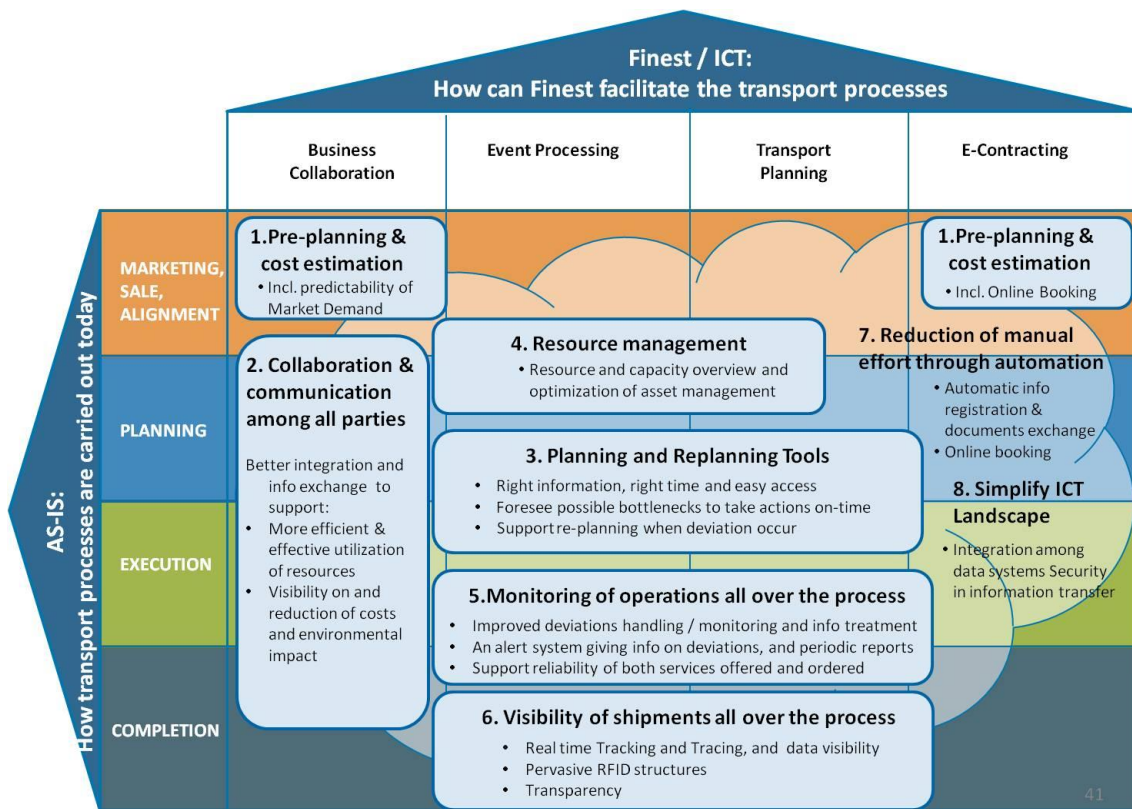 Finest / ICT:
How can Finest facilitate the transport processes
Business
Collaboration
Event Processing
Transport
Planning
E-Contracting
AS-IS:
How transport processes are carried out today
MARKETING,
SALE,
ALIGNMENT
PLANNING
EXECUTION
COMPLETION
1.Pre-planning &
cost estimation
• Incl. predictability of
Market Demand
1.Pre-planning &
cost estimation
• Incl. Online Booking
2. Collaboration &
communication
among all parties
Better integration and
info exchange to
support:
• More efficient &
effective utilization
of resources
• Visibility on and
reduction of costs
and environmental
impact
4. Resource management
• Resource and capacity overview and
optimization of asset management
7. Reduction of manual
effort through automation
• Automatic info
registration &
documents exchange
• Online booking
3. Planning and Replanning Tools
• Right information, right time and easy access
• Foresee possible bottlenecks to take actions on-time
• Support re-planning when deviation occur
8. Simplify ICT
Landscape
• Integration among
data systems Security
in information transfer
5.Monitoring of operations all over the process
• Improved deviations handling / monitoring and info treatment
• An alert system giving info on deviations, and periodic reports
• Support reliability of both services offered and ordered
6. Visibility of shipments all over the process
• Real time Tracking and Tracing, and data visibility
• Pervasive RFID structures
• Transparency
41